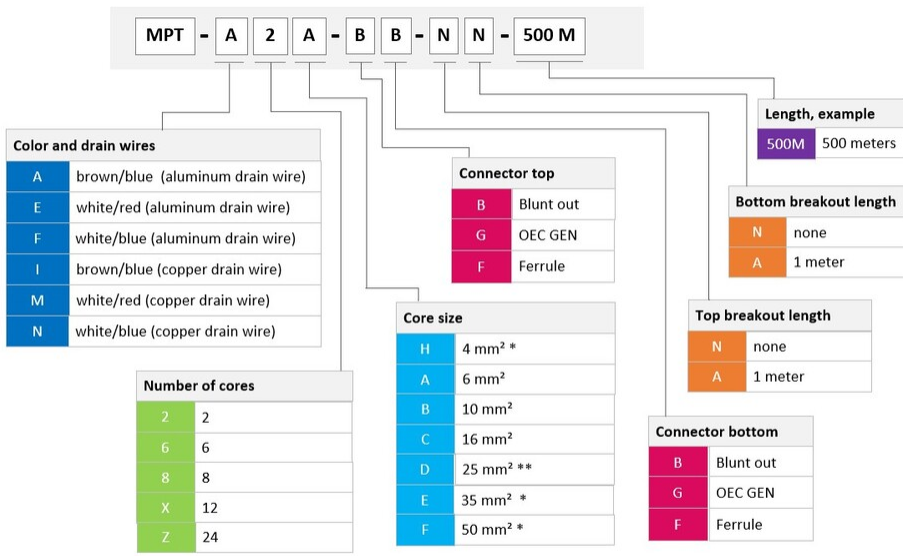 MPT - A 2 A - B B - N N - 500 M
Color and drain wires
A brown/blue (aluminum drain wire)
E white/red (aluminum drain wire)
F white/blue (aluminum drain wire)
I brown/blue (copper drain wire)
M white/red (copper drain wire)
N white/blue (copper drain wire)
Number of cores
2 2
6 6
8 8
X 12
Z 24
Connector top
B Blunt out
G OEC GEN
F Ferrule
Core size
H 4 mm² *
A 6 mm²
B 10 mm²
C 16 mm²
D 25 mm² **
E 35 mm² *
F 50 mm² *
Length, example
500M 500 meters
Bottom breakout length
N none
A 1 meter
Top breakout length
N none
A 1 meter
Connector bottom
B Blunt out
G OEC GEN
F Ferrule